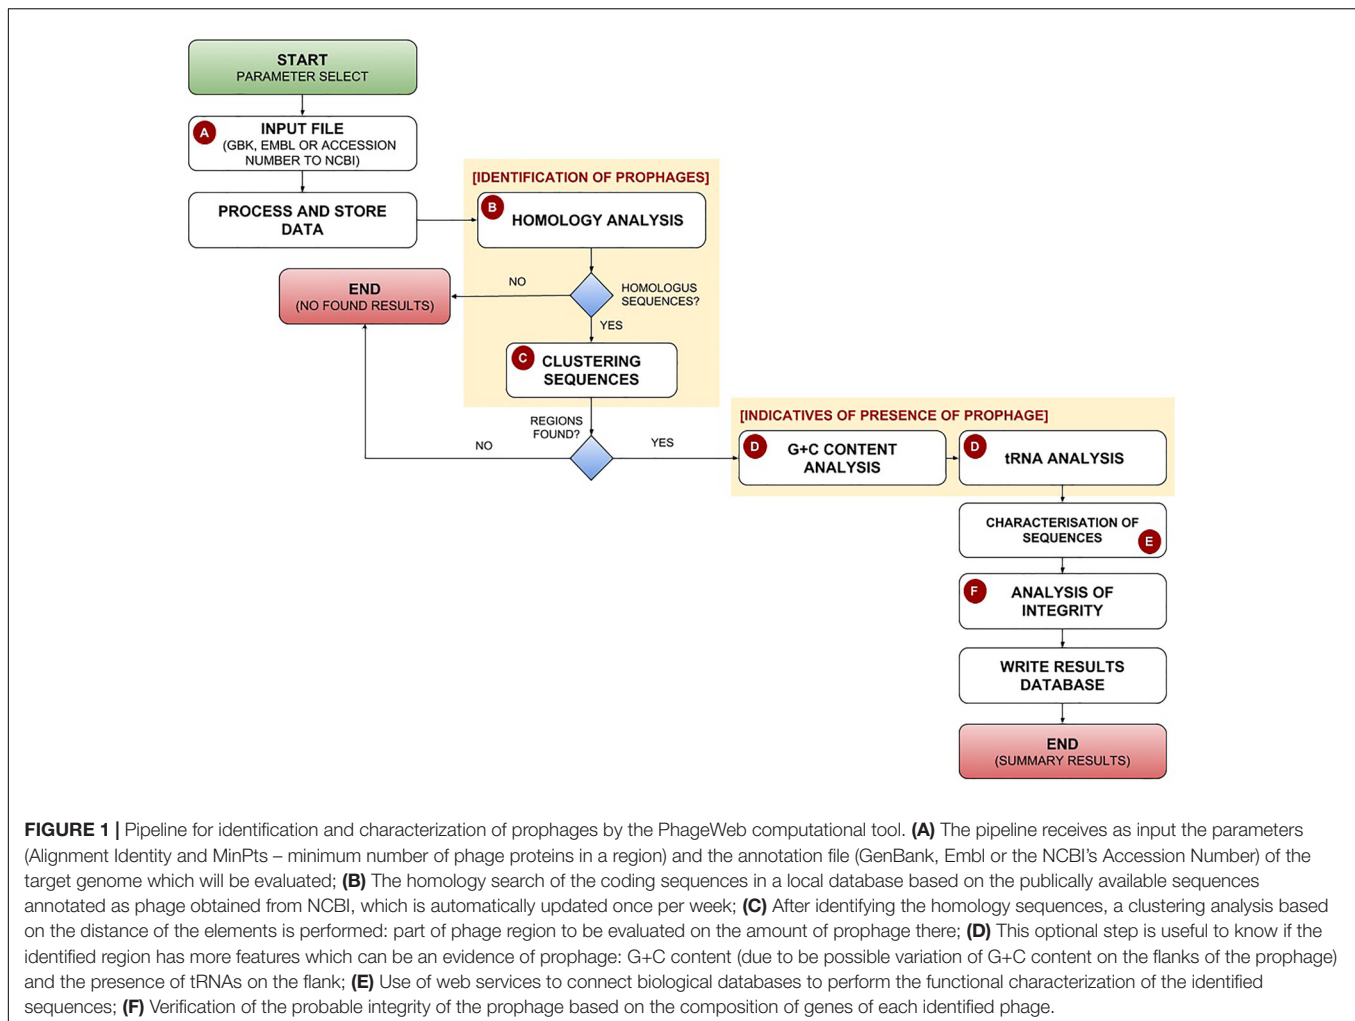 START
PARAMETER SELECT
A
INPUT FILE
(GBK, EMBL OR ACCESSION
NUMBER TO NCBI)
PROCESS AND STORE
DATA
[IDENTIFICATION OF PROPHAGES]
B
HOMOLOGY ANALYSIS
HOMOLOGUS
SEQUENCES?
NO
END
(NO FOUND RESULTS)
YES
C
CLUSTERING
SEQUENCES
REGIONS
FOUND?
NO
YES
[INDICATIVES OF PRESENCE OF PROPHAGE]
D
G+C CONTENT
ANALYSIS
D
tRNA ANALYSIS
CHARACTERISATION OF
SEQUENCES
E
F
ANALYSIS OF
INTEGRITY
WRITE RESULTS
DATABASE
END
(SUMMARY RESULTS)
FIGURE 1 | Pipeline for identification and characterization of prophages by the PhageWeb computational tool. (A) The pipeline receives as input the parameters
(Alignment Identity and MinPts – minimum number of phage proteins in a region) and the annotation file (GenBank, Embl or the NCBI's Accession Number) of the
target genome which will be evaluated; (B) The homology search of the coding sequences in a local database based on the publically available sequences
annotated as phage obtained from NCBI, which is automatically updated once per week; (C) After identifying the homology sequences, a clustering analysis based
on the distance of the elements is performed: part of phage region to be evaluated on the amount of prophage there; (D) This optional step is useful to know if the
identified region has more features which can be an evidence of prophage: G+C content (due to be possible variation of G+C content on the flanks of the prophage)
and the presence of tRNAs on the flank; (E) Use of web services to connect biological databases to perform the functional characterization of the identified
sequences; (F) Verification of the probable integrity of the prophage based on the composition of genes of each identified phage.